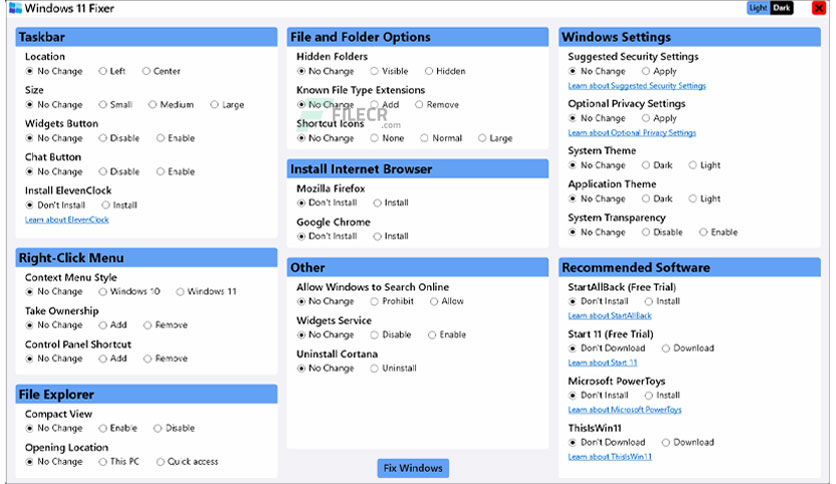 Windows 11 Fixer
Light Dark
Taskbar
Location
No Change Left Center
Size
No Change Small Medium Large
Widgets Button
No Change Disable Enable
Chat Button
No Change Disable Enable
Install ElevenClock
Don't Install Install
Learn about ElevenClock
Right-Click Menu
Context Menu Style
No Change Windows 10 Windows 11
Take Ownership
No Change Add Remove
Control Panel Shortcut
No Change Add Remove
File Explorer
Compact View
No Change Enable Disable
Opening Location
No Change This PC Quick access
File and Folder Options
Hidden Folders
No Change Visible Hidden
Known File Type Extensions
No Change Add Remove
FILECR
.com
Shortcut Icons
No Change None Normal Large
Install Internet Browser
Mozilla Firefox
Don't Install Install
Google Chrome
Don't Install Install
Other
Allow Windows to Search Online
No Change Prohibit Allow
Widgets Service
No Change Disable Enable
Uninstall Cortana
No Change Uninstall
Fix Windows
Windows Settings
Suggested Security Settings
No Change Apply
Learn about Suggested Security Settings
Optional Privacy Settings
No Change Apply
Learn about Optional Privacy Settings
System Theme
No Change Dark Light
Application Theme
No Change Dark Light
System Transparency
No Change Disable Enable
Recommended Software
StartAllBack (Free Trial)
Don't Install Install
Learn about StartAllBack
Start 11 (Free Trial)
Don't Download Download
Learn about Start 11
Microsoft PowerToys
Don't Install Install
Learn about Microsoft PowerToys
ThisIsWin11
Don't Download Download
Learn about ThisIsWin11